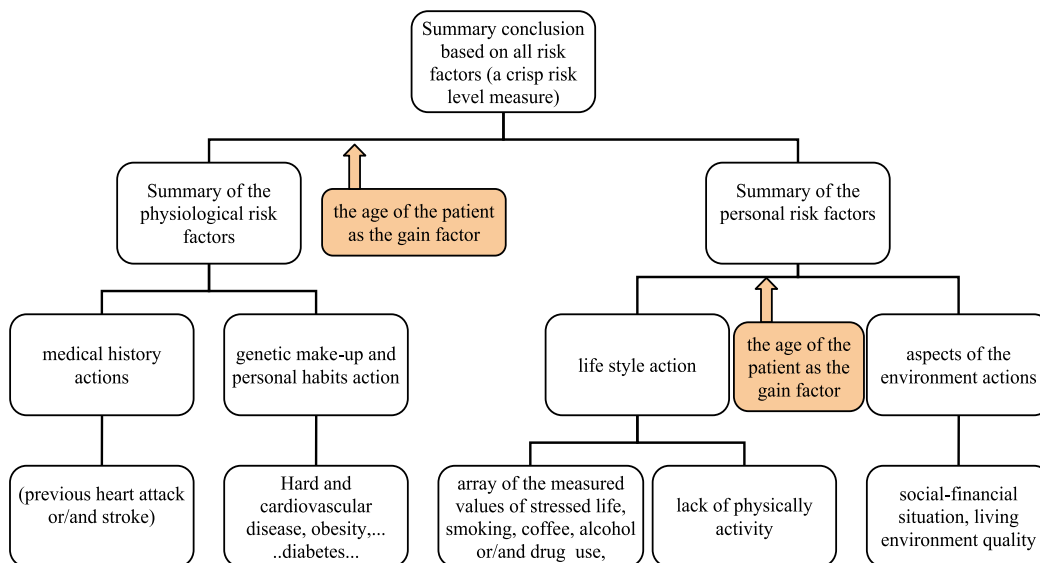 Summary conclusion
based on all risk
factors (a crisp risk
level measure)
Summary of the
physiological risk
factors
the age of the patient
as the gain factor
Summary of the
personal risk factors
medical history
actions
genetic make-up and
personal habits action
life style action
the age of the
patient as the
gain factor
aspects of the
environment actions
(previous heart attack
or/and stroke)
Hard and
cardiovascular
disease, obesity,...
..diabetes...
array of the measured
values of stressed life,
smoking, coffee, alcohol
or/and drug use,
lack of physically
activity
social-financial
situation, living
environment quality